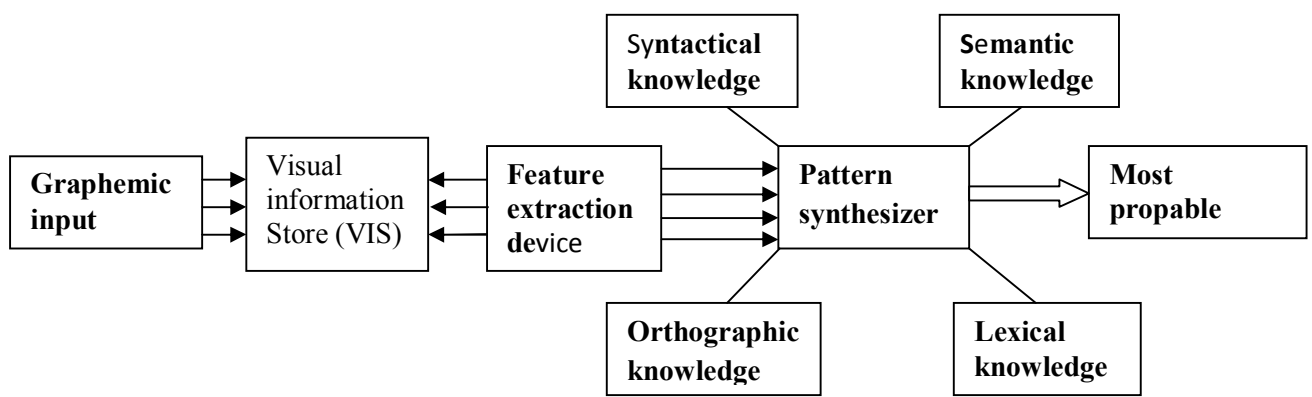 Syntactical
knowledge
Semantic
knowledge
Graphemic
input
Visual
information
Store (VIS)
Feature
extraction
device
Pattern
synthesizer
Most
propable
Orthographic
knowledge
Lexical
knowledge